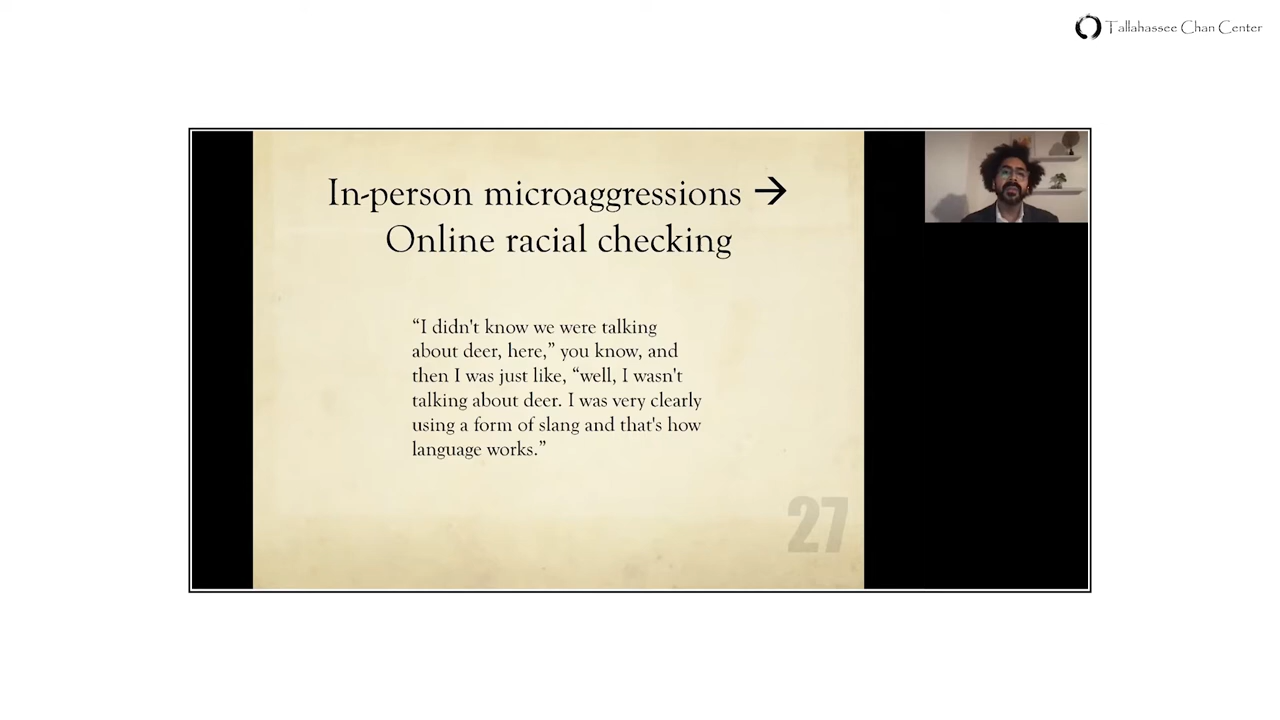 Tallahassee Chan Center
In-person microaggressions →
Online racial checking
“I didn't know we were talking
about deer, here,” you know, and
then I was just like, “well, I wasn't
talking about deer. I was very clearly
using a form of slang and that's how
language works.”
27